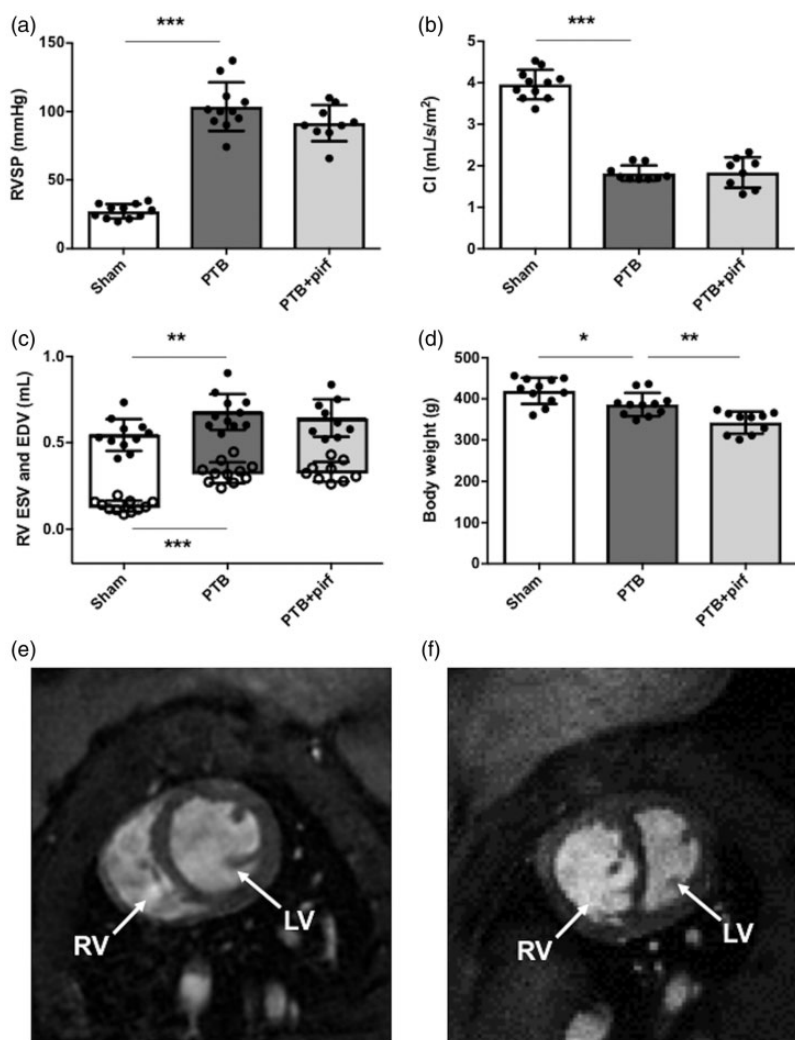 (a)
***
RVSP (mmHg)
150
100
50
0
Sham
PTB
PTB+pirf
(b)
***
CI (mL/s/m²)
5
4
3
2
1
0
Sham
PTB
PTB+pirf
(c)
**
RV ESV and EDV (mL)
1.0
0.5
0.0
***
Sham
PTB
PTB+pirf
(d)
*
**
Body weight (g)
500
400
300
200
100
0
Sham
PTB
PTB+pirf
(e)
RV
LV
(f)
RV
LV